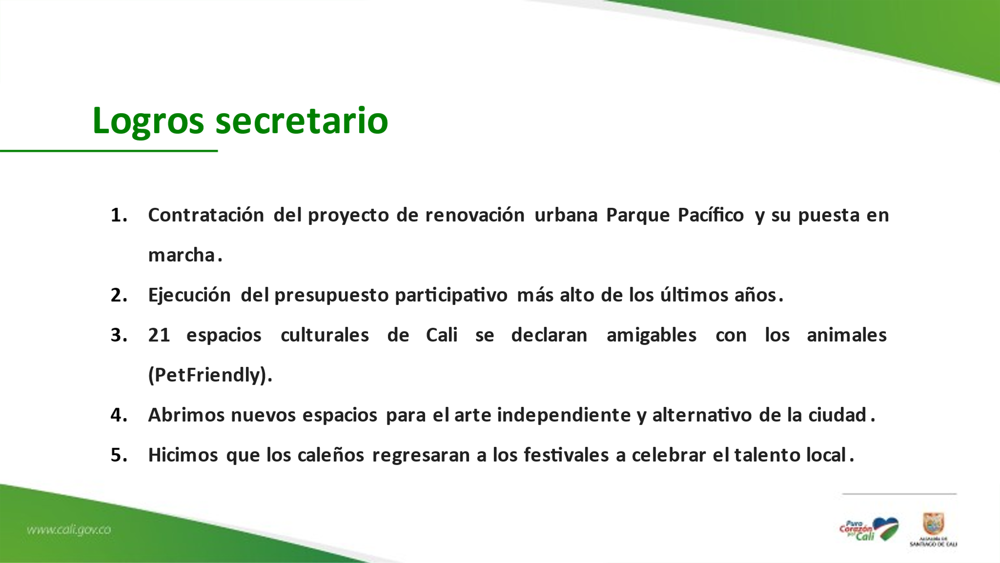 Logros secretario
1. Contratación del proyecto de renovación urbana Parque Pacífico y su puesta en
marcha.
2. Ejecución del presupuesto participativo más alto de los últimos años.
3. 21 espacios culturales de Cali se declaran amigables con los animales
(PetFriendly).
4. Abrimos nuevos espacios para el arte independiente y alternativo de la ciudad.
5. Hicimos que los caleños regresaran a los festivales a celebrar el talento local.
www.cali.gov.co
Puro
Corazón
por Cali
ALCALDÍA DE
SANTIAGO DE CALI